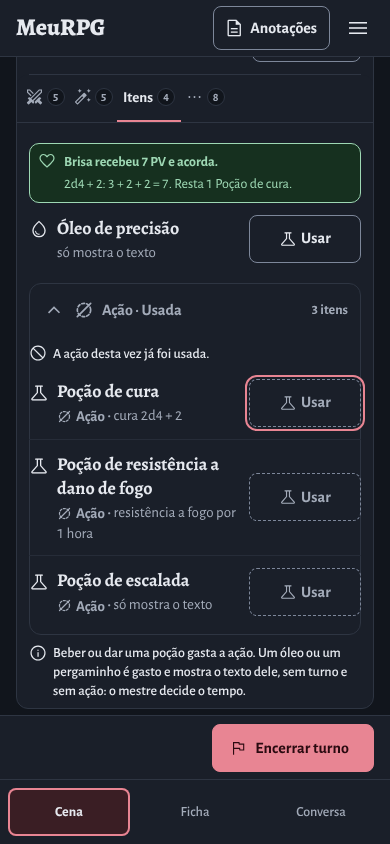 MeuRPG
Anotações
5
5
Itens 4
··· 8
Brisa recebeu 7 PV e acorda.
2d4 + 2: 3 + 2 + 2 = 7. Resta 1 Poção de cura.
Óleo de precisão
só mostra o texto
Usar
Ação · Usada
3 itens
A ação desta vez já foi usada.
Poção de cura
Ação · cura 2d4 + 2
Usar
Poção de resistência a
dano de fogo
Ação · resistência a fogo por
1 hora
Usar
Poção de escalada
Ação · só mostra o texto
Usar
Beber ou dar uma poção gasta a ação. Um óleo ou um
pergaminho é gasto e mostra o texto dele, sem turno e
sem ação: o mestre decide o tempo.
Encerrar turno
Cena
Ficha
Conversa